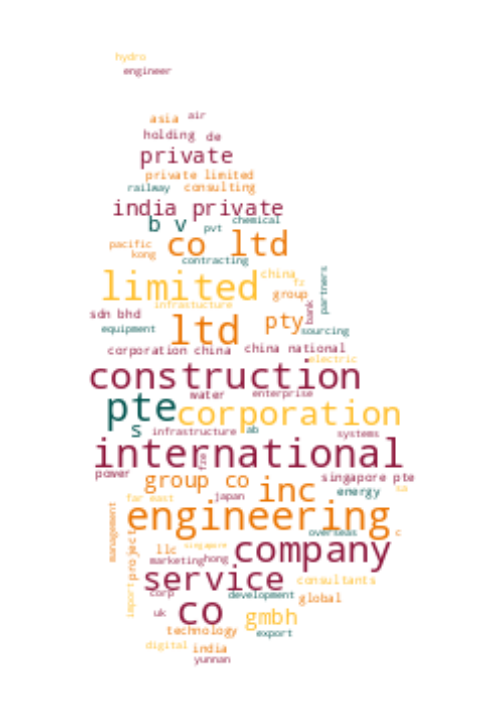 hydro
engineer
asia air
holding de
private
private limited
railway consulting
india private
b v pvt chemical
pacific co ltd
kong
contracting
limited china fz
group
infrastucture
partners
bank
sdn bhd
ltd pty
equipment sourcing
corporation china china national
electric
construction
water enterprise
pte corporation
s infrastructure ab systems
international
fze
power group co singapore pte
inc energy sa
far east japan
engineering
management
project
overseas c
llc singapore company
marketing hong
service consultants
import
corp development global
uk co gmbh
technology export
digital india
yunnan